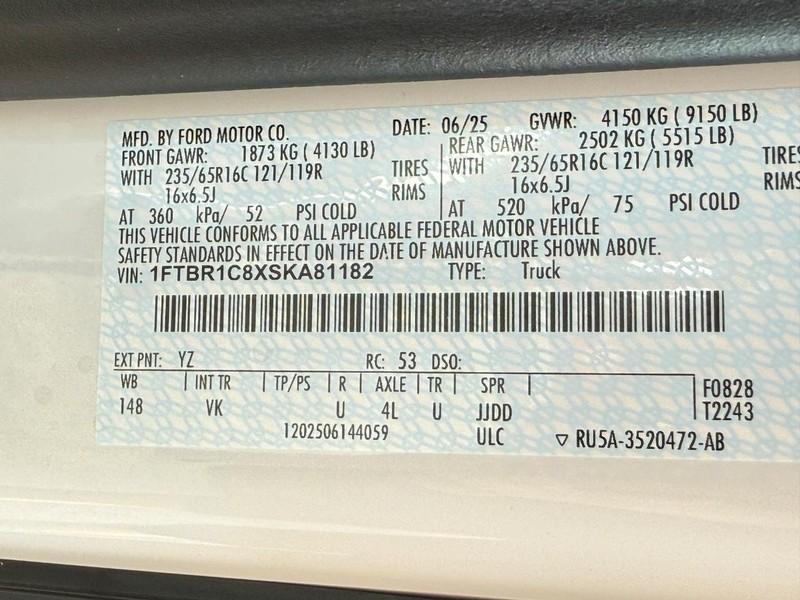 MFD. BY FORD MOTOR CO. DATE: 06/25 GVWR: 4150 KG ( 9150 LB)
FRONT GAWR: 1873 KG ( 4130 LB) REAR GAWR: 2502 KG ( 5515 LB)
WITH 235/65R16C 121/119R TIRES WITH 235/65R16C 121/119R TIRES
16x6.5J RIMS 16x6.5J RIMS
AT 360 kPa/ 52 PSI COLD AT 520 kPa/ 75 PSI COLD
THIS VEHICLE CONFORMS TO ALL APPLICABLE FEDERAL MOTOR VEHICLE
SAFETY STANDARDS IN EFFECT ON THE DATE OF MANUFACTURE SHOWN ABOVE.
VIN: 1FTBR1C8XSKA81182 TYPE: Truck
EXT PNT: YZ RC: 53 DSO:
WB INT TR TP/PS R AXLE TR SPR F0828
148 VK U 4L U JJDD T2243
1202506144059 ULC ▽ RU5A-3520472-AB